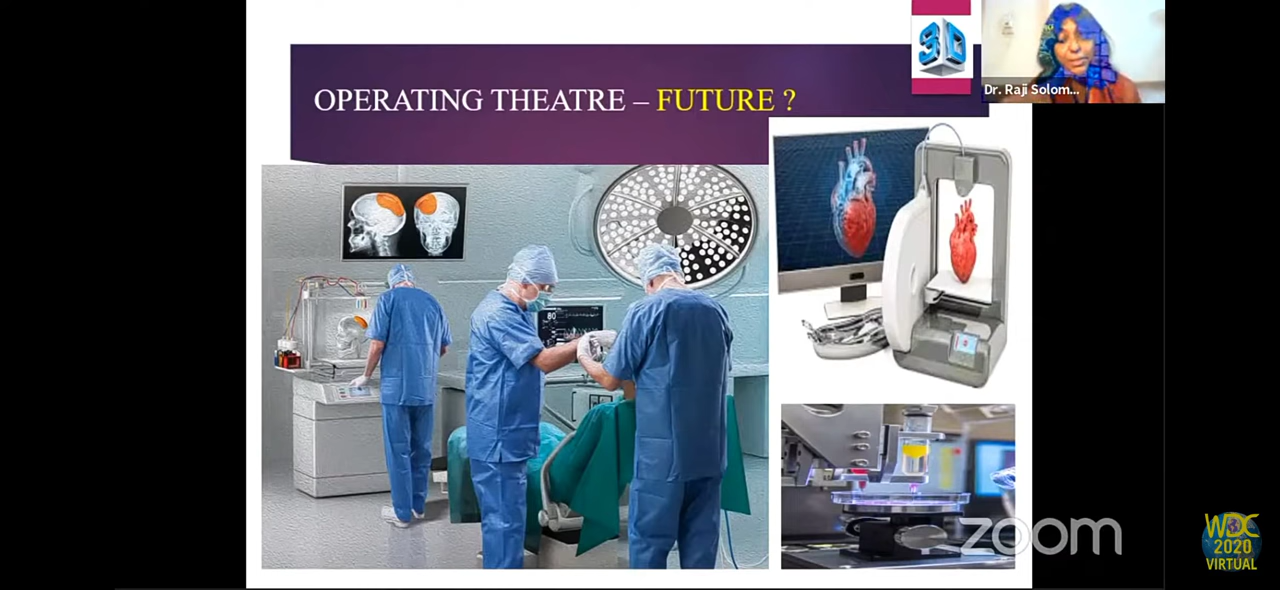 3D
Dr. Raji Solom...
OPERATING THEATRE – FUTURE ?
80
zoom
WDC
2020
VIRTUAL